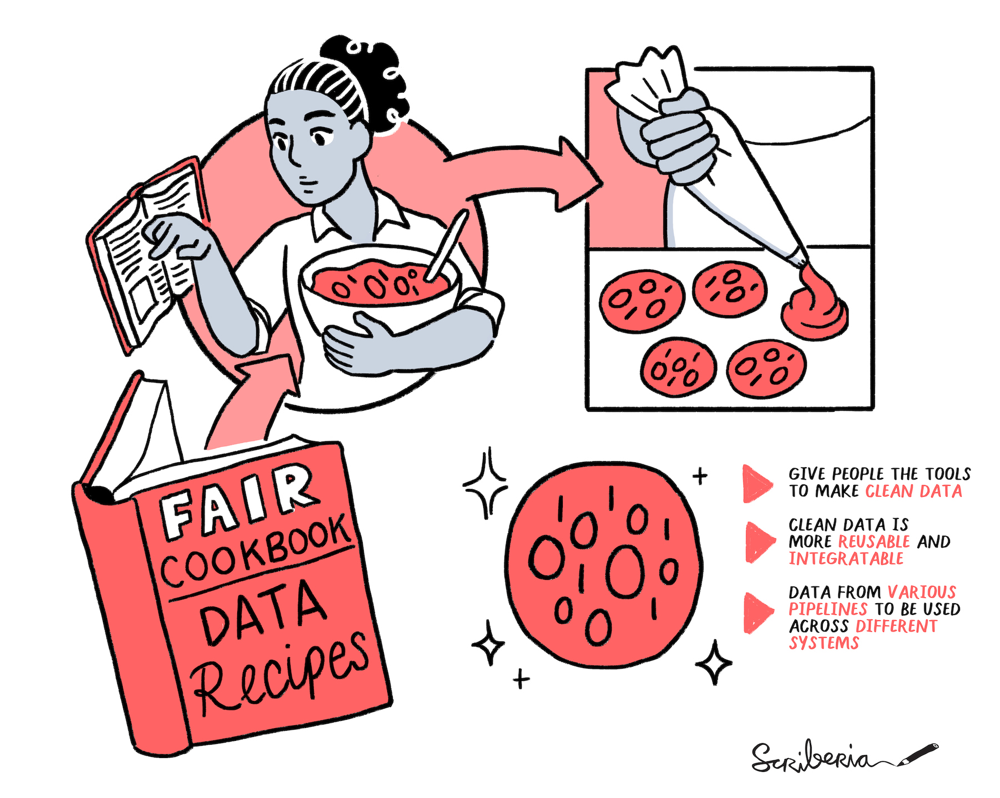 FAIR
COOKBOOK
DATA
Recipes
GIVE PEOPLE THE TOOLS
TO MAKE CLEAN DATA
CLEAN DATA IS
MORE REUSABLE AND
INTEGRATABLE
DATA FROM VARIOUS
PIPELINES TO BE USED
ACROSS DIFFERENT
SYSTEMS
Scriberia